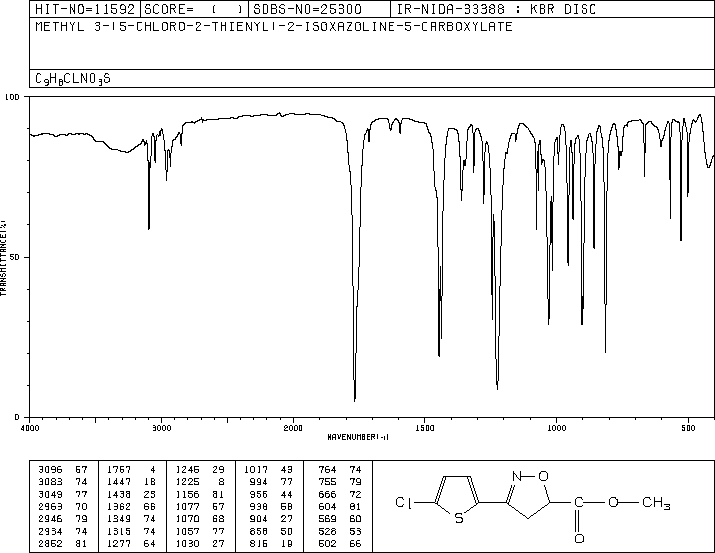 HIT-NO=11592 SCORE= ( ) SDBS-NO=25300 IR-NIDA-33388 : KBR DISC
METHYL 3-(5-CHLORO-2-THIENYL)-2-ISOXAZOLINE-5-CARBOXYLATE
C9H8CLNO3S
100
50
0
TRANSMITTANCE(%)
4000 3000 2000 1500 1000 500
WAVENUMBER(-1)
3096 57 1757 4 1246 29 1017 43 764 74
3083 74 1447 18 1225 8 994 77 755 79
3049 77 1438 23 1156 81 956 44 666 72
2963 70 1362 66 1077 57 938 58 604 81
2946 79 1349 74 1070 68 904 27 569 60
2934 74 1315 74 1057 77 858 50 528 53
2852 81 1277 64 1030 27 815 19 502 66
Cl S N O C O O CH3